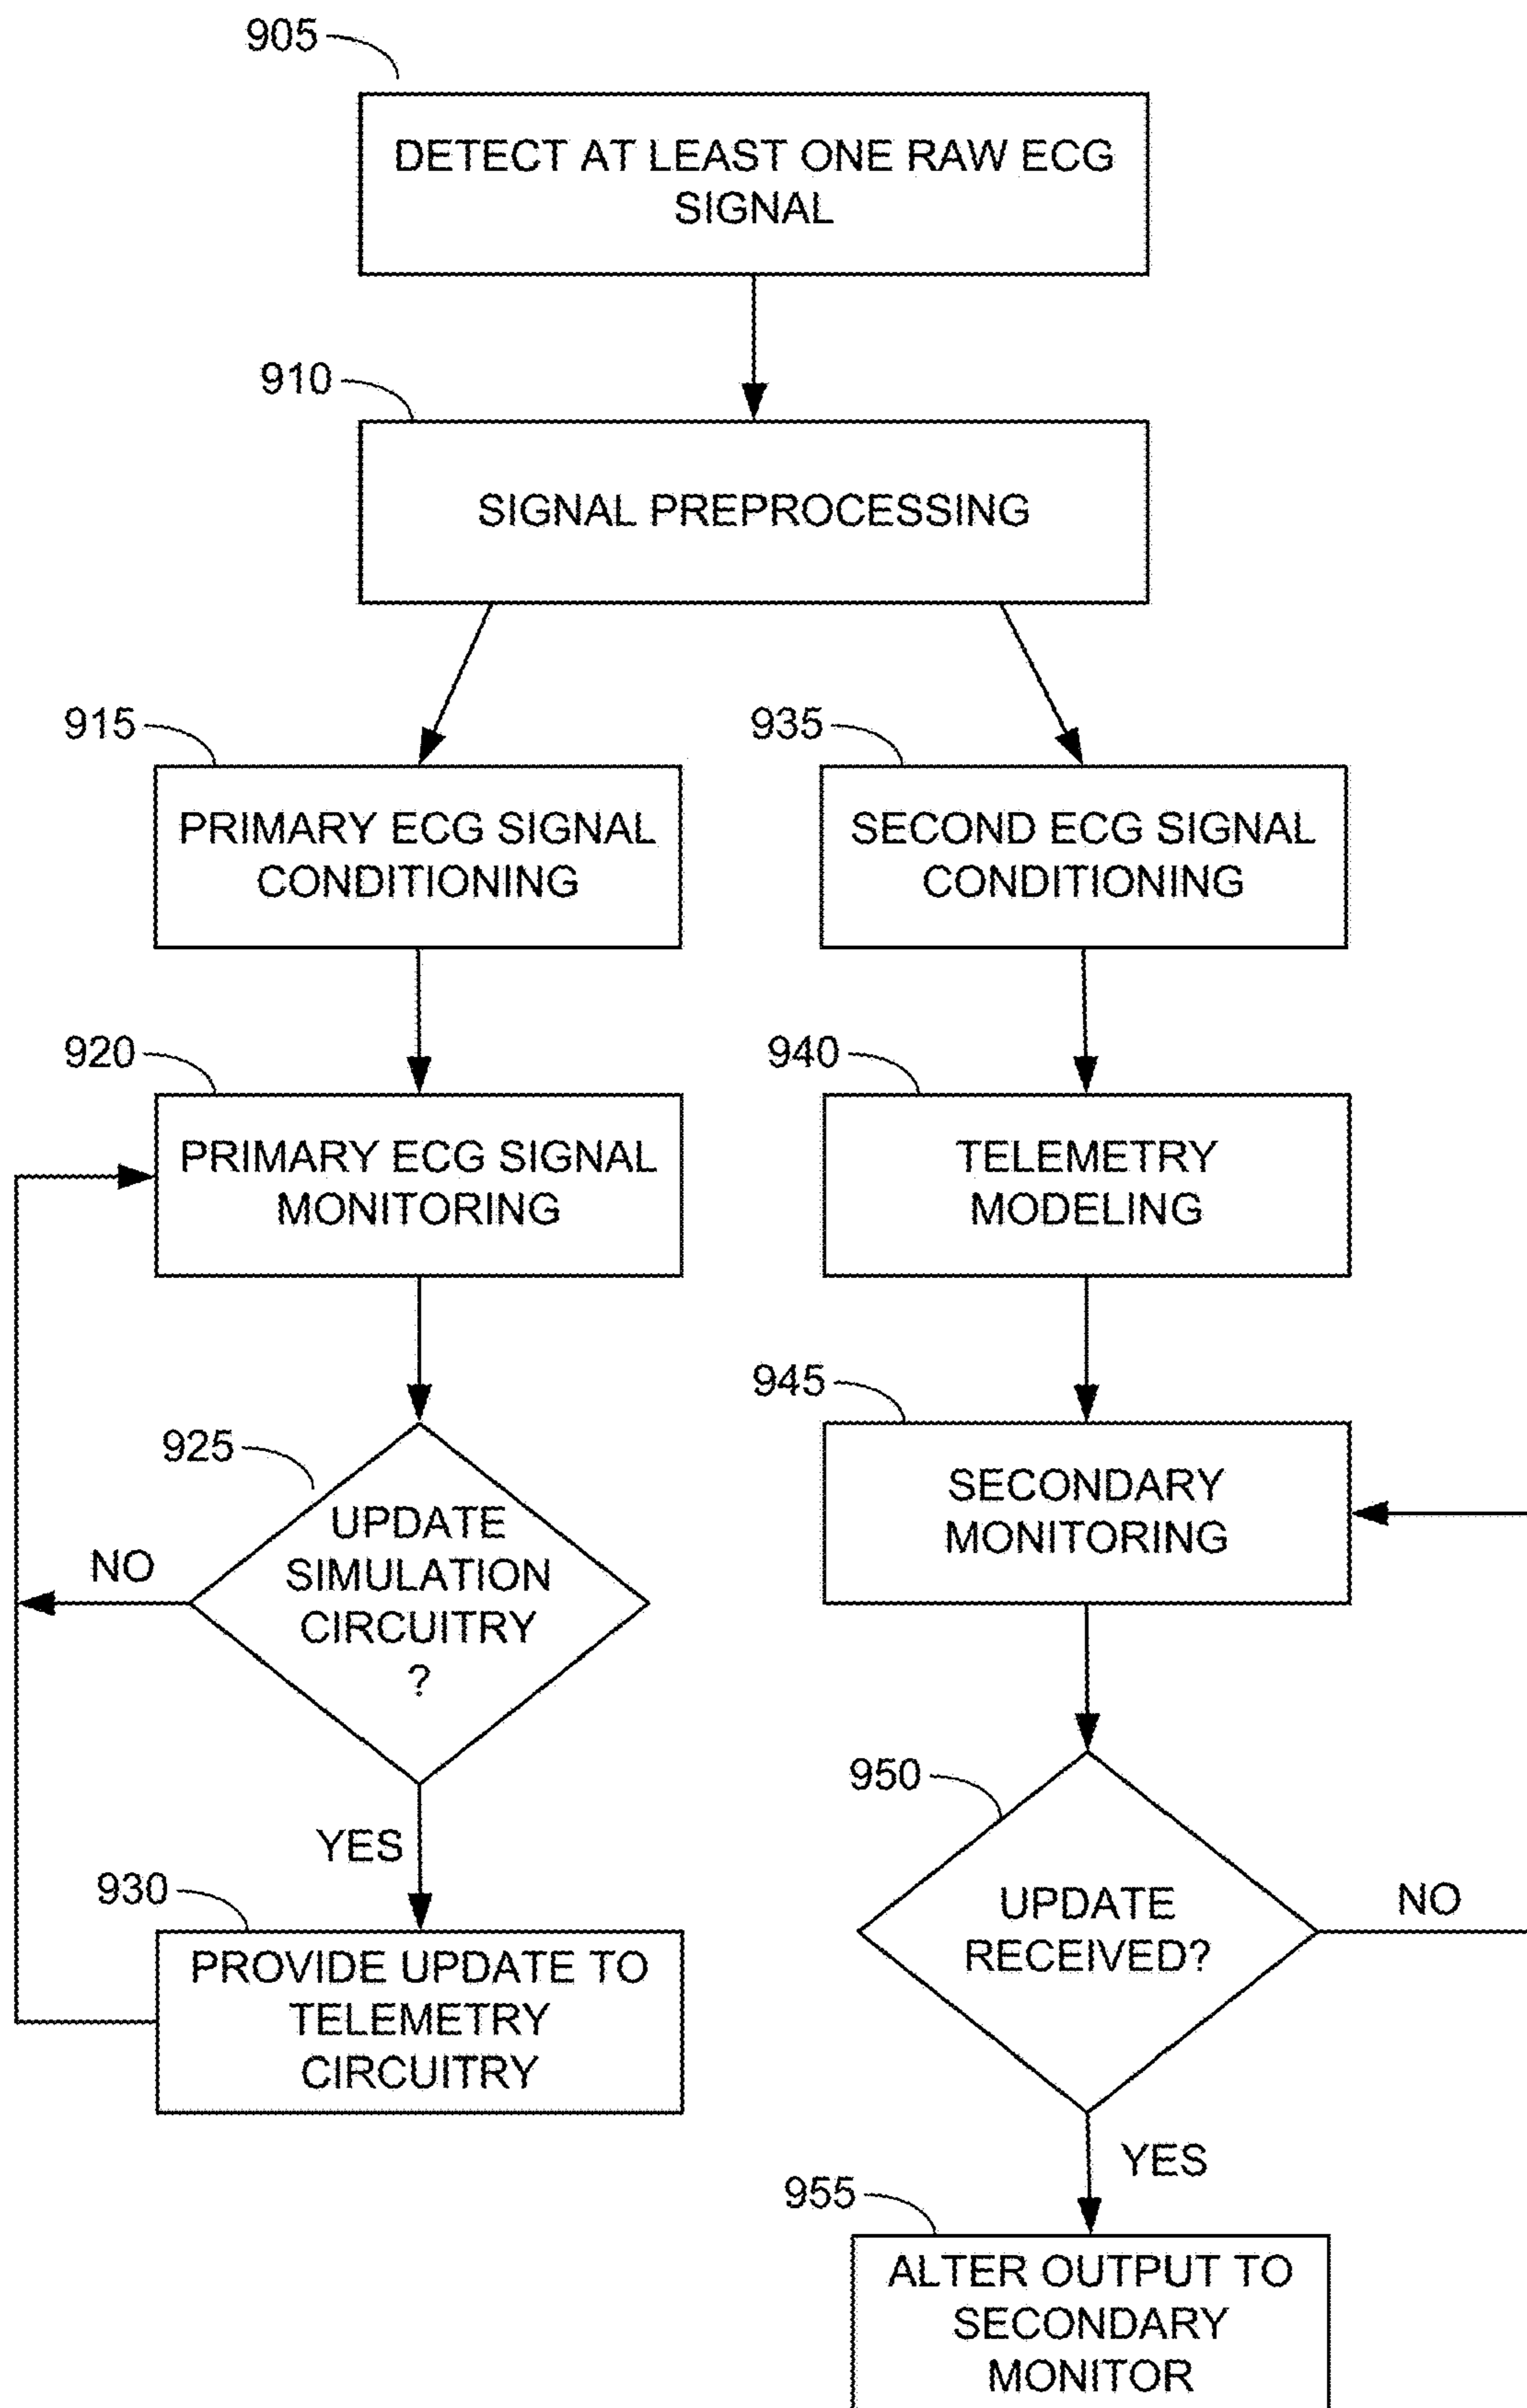 905
DETECT AT LEAST ONE RAW ECG
SIGNAL
910
SIGNAL PREPROCESSING
915
PRIMARY ECG SIGNAL
CONDITIONING
935
SECOND ECG SIGNAL
CONDITIONING
920
PRIMARY ECG SIGNAL
MONITORING
940
TELEMETRY
MODELING
945
SECONDARY
MONITORING
925
UPDATE
SIMULATION
CIRCUITRY
?
NO
YES
930
PROVIDE UPDATE TO
TELEMETRY
CIRCUITRY
950
UPDATE
RECEIVED?
NO
YES
955
ALTER OUTPUT TO
SECONDARY
MONITOR